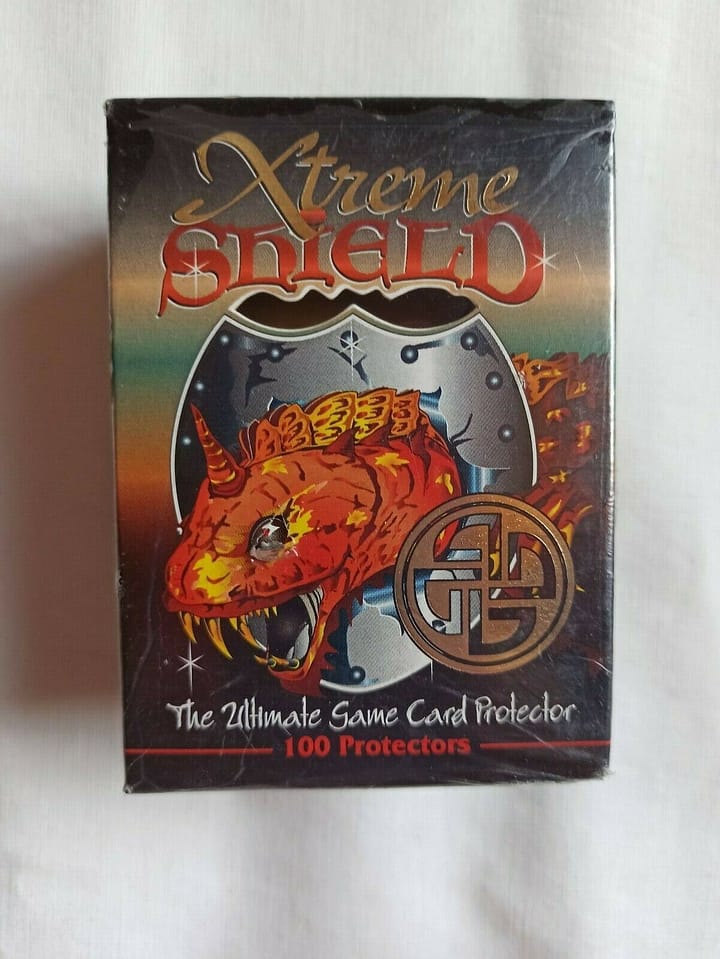 Xtreme
SHIELD
The Ultimate Game Card Protector
100 Protectors